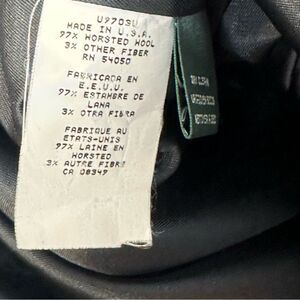 U9703U
MADE IN U.S.A.
97% WORSTED WOOL
3% OTHER FIBER
RN 54050
FABRICADA EN
E.E.U.U.
97% ESTAMBRE DE
LANA
3% OTRA FIBRA
FABRIQUE AU
ETATS-UNIS
97% LAINE EN
WORSTED
3% AUTRE FIBRE
CA 08349